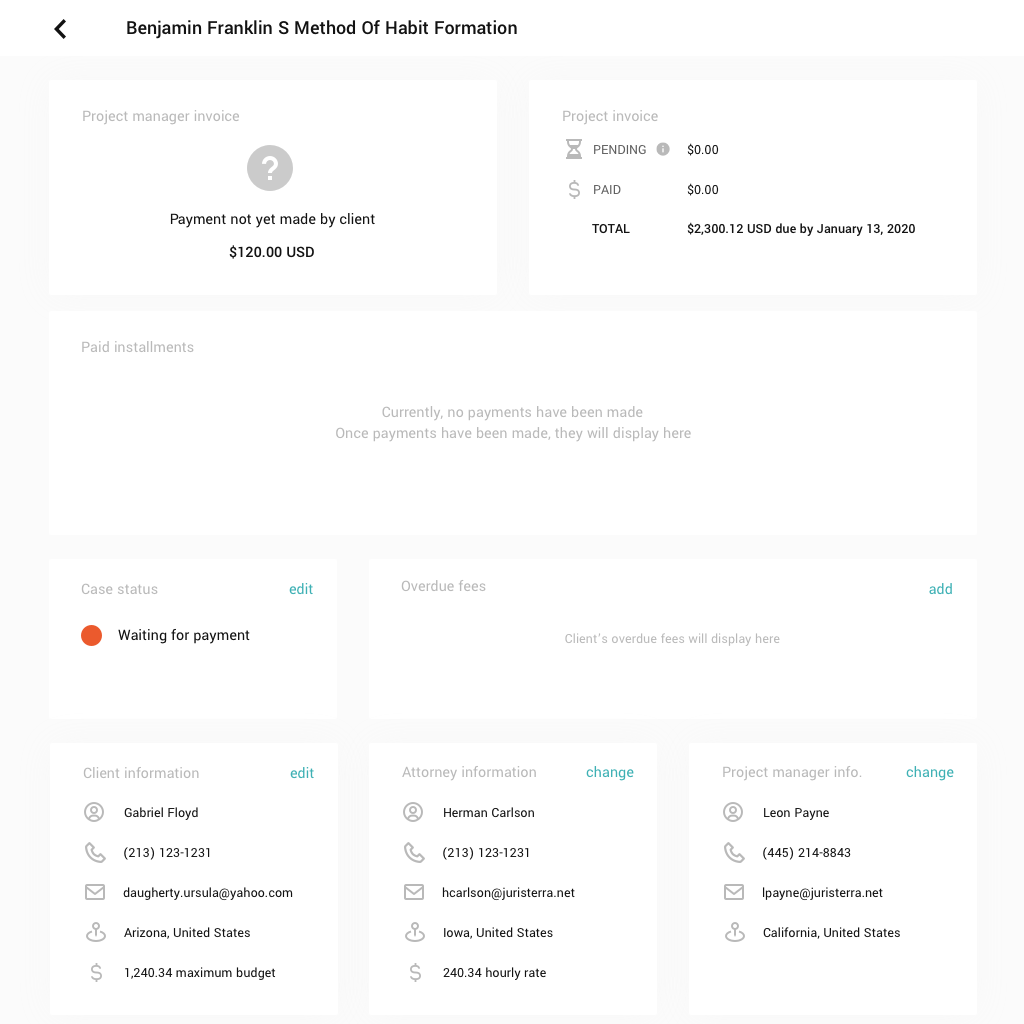 Benjamin Franklin S Method Of Habit Formation
Project manager invoice
?
Payment not yet made by client
$120.00 USD
Project invoice
PENDING $0.00
PAID $0.00
TOTAL $2,300.12 USD due by January 13, 2020
Paid installments
Currently, no payments have been made
Once payments have been made, they will display here
Case status edit
Waiting for payment
Overdue fees add
Client's overdue fees will display here
Client information edit
Gabriel Floyd
(213) 123-1231
daugherty.ursula@yahoo.com
Arizona, United States
$ 1,240.34 maximum budget
Attorney information change
Herman Carlson
(213) 123-1231
hcarlson@juristerra.net
Iowa, United States
$ 240.34 hourly rate
Project manager info. change
Leon Payne
(445) 214-8843
lpayne@juristerra.net
California, United States